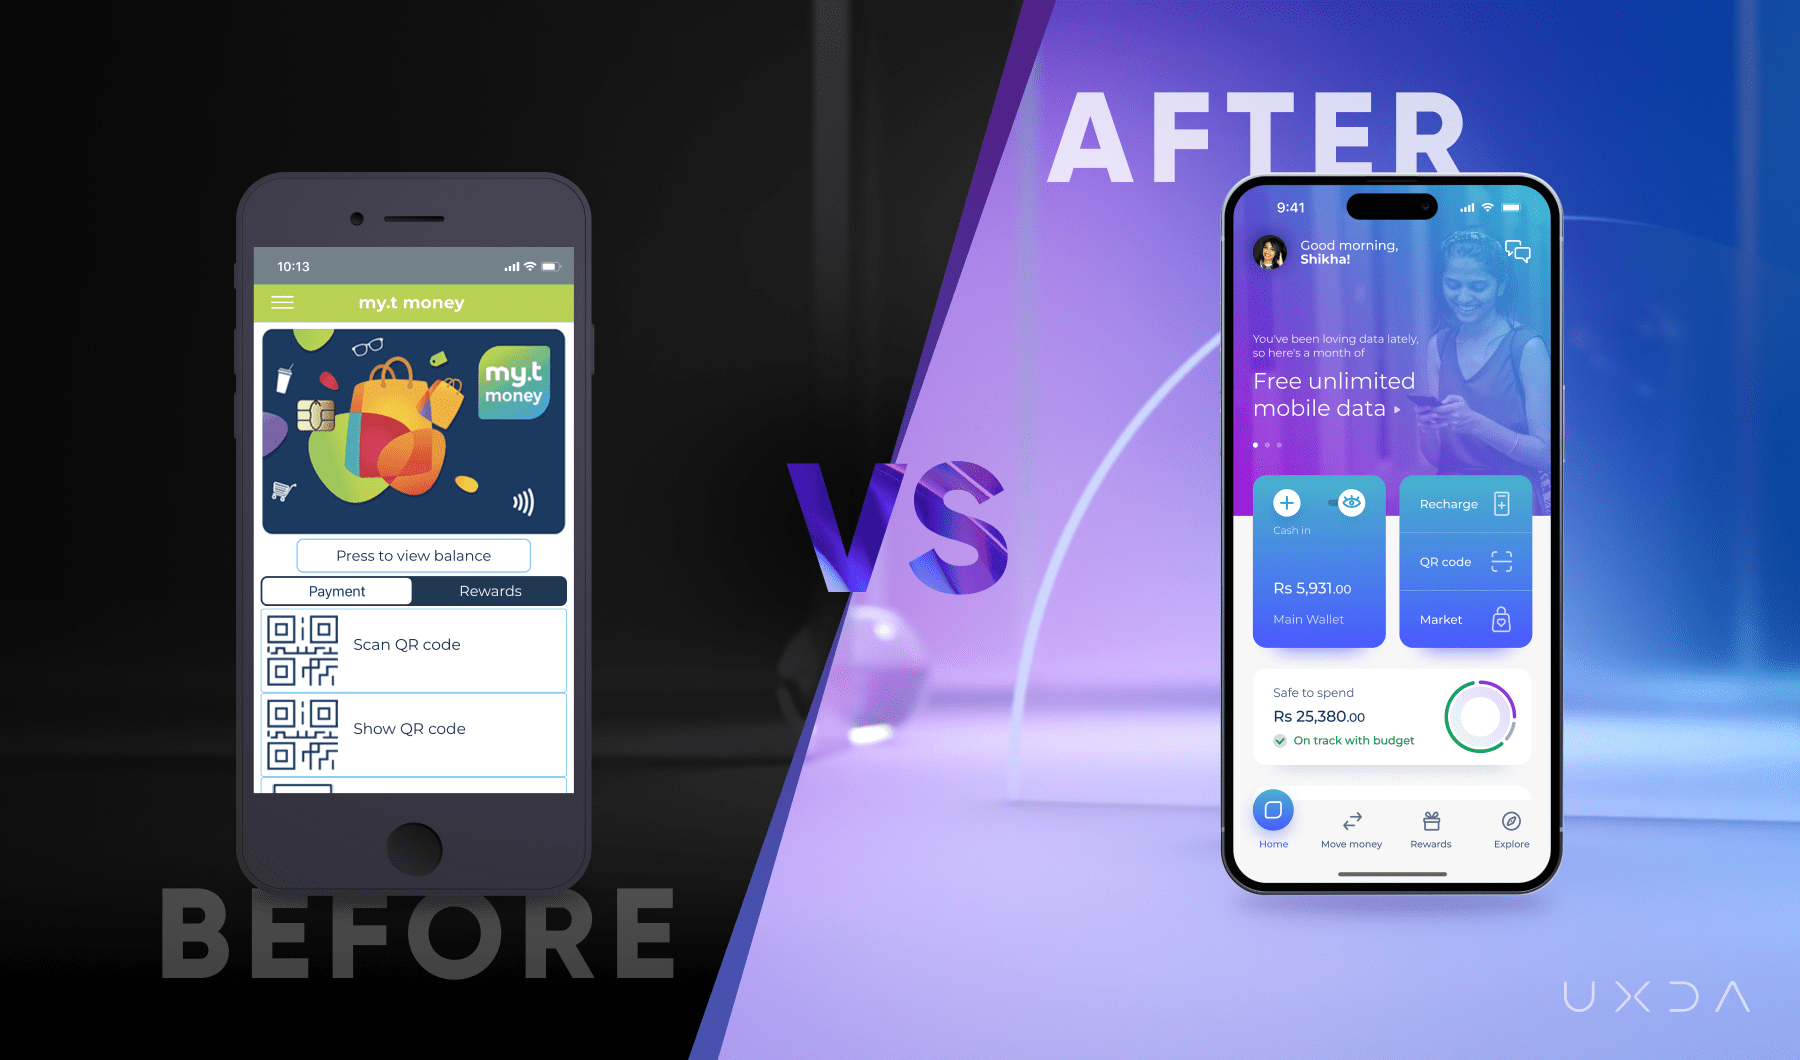 BEFORE
10:13
my.t money
my.t
money
Press to view balance
Payment
Rewards
Scan QR code
Show QR code
VS
AFTER
9:41
Good morning,
Shikha!
You've been loving data lately,
so here's a month of
Free unlimited
mobile data
Cash in
Rs 5,931.00
Main Wallet
Recharge
QR code
Market
Safe to spend
Rs 25,380.00
On track with budget
Home
Move money
Rewards
Explore
UXDA